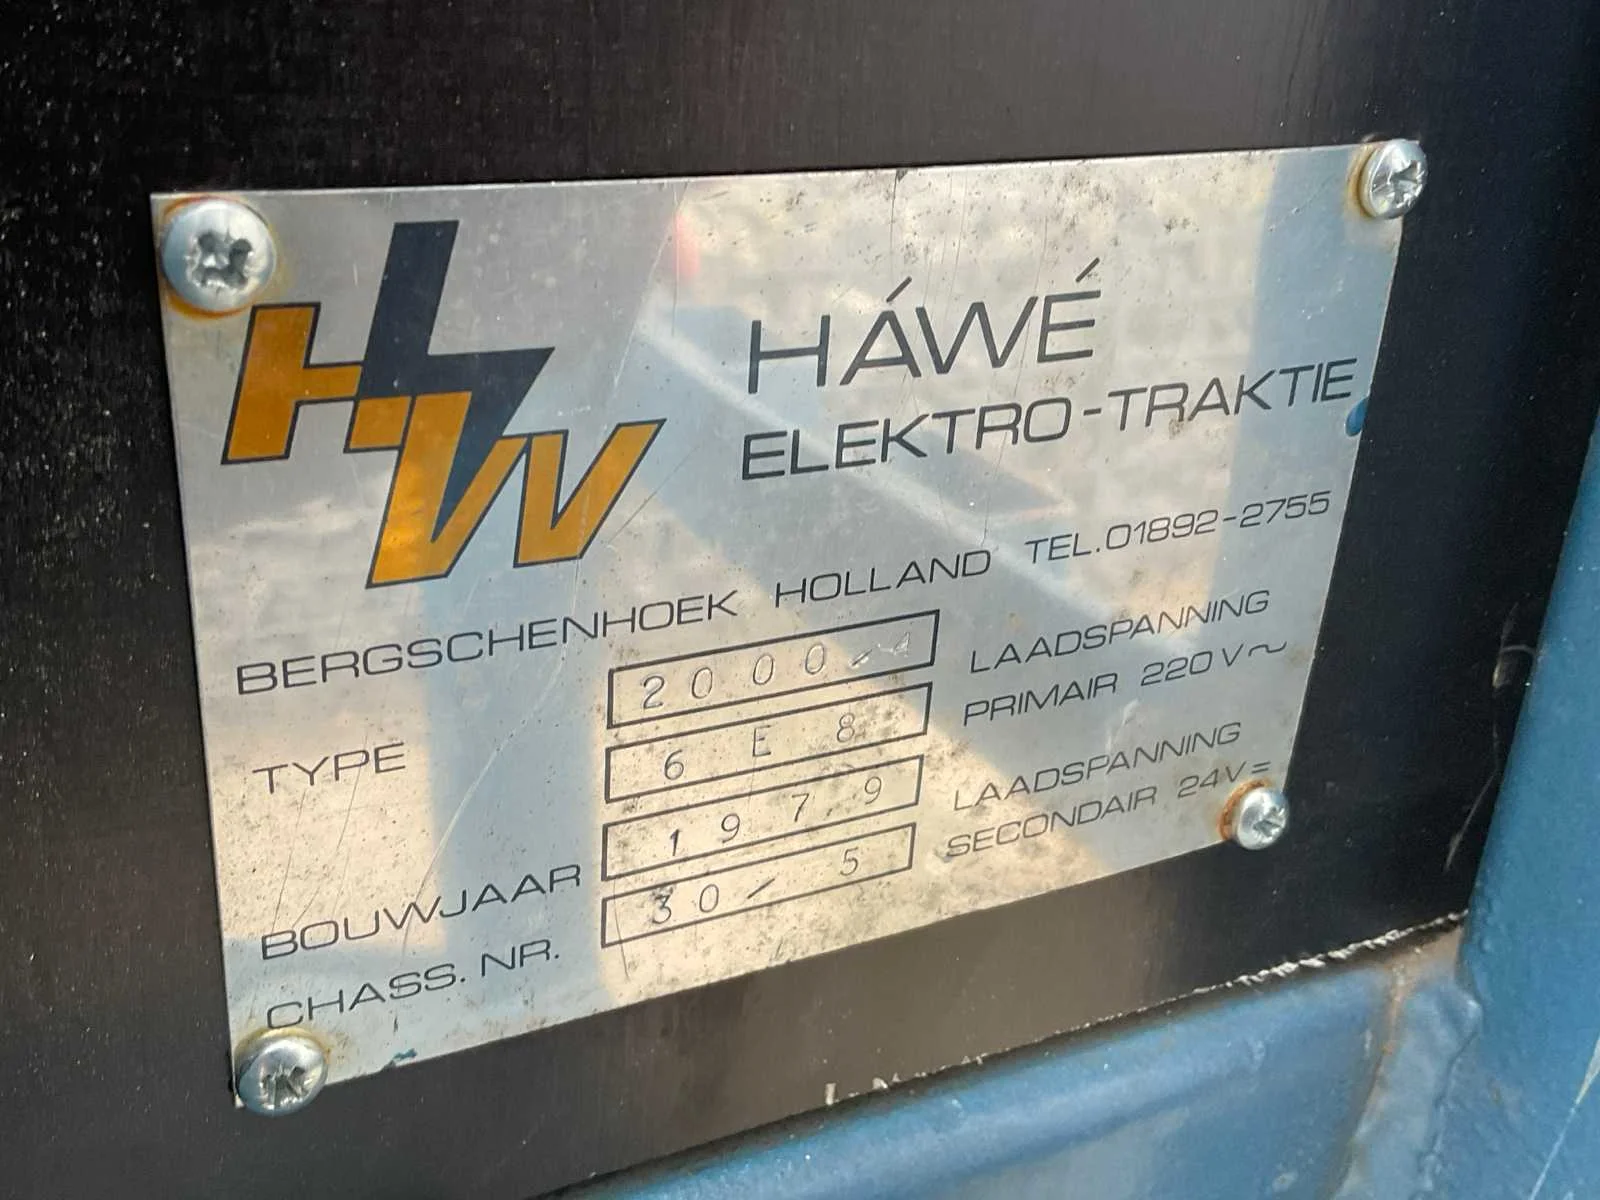 HW
HÁWÉ
ELEKTRO-TRAKTIE
BERGSCHENHOEK HOLLAND TEL. 01892-2755
TYPE 2000-4
6 E 8
BOUWJAAR 1979
CHASS. NR. 30/ 5
LAADSPANNING
PRIMAIR 220V~
LAADSPANNING
SECONDAIR 24V=